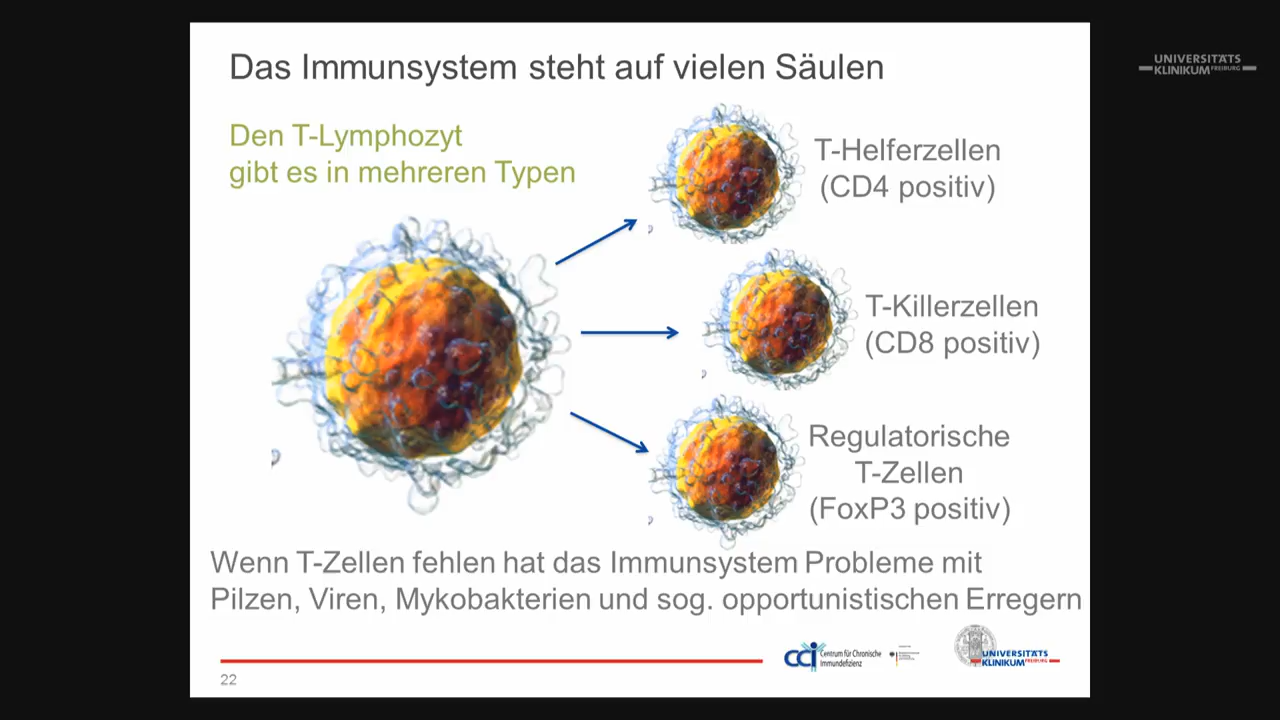 Das Immunsystem steht auf vielen Säulen
UNIVERSITÄTS
KLINIKUM FREIBURG
Den T-Lymphozyt
gibt es in mehreren Typen
T-Helferzellen
(CD4 positiv)
T-Killerzellen
(CD8 positiv)
Regulatorische
T-Zellen
(FoxP3 positiv)
Wenn T-Zellen fehlen hat das Immunsystem Probleme mit
Pilzen, Viren, Mykobakterien und sog. opportunistischen Erregern
cci Centrum für Chronische
Immundefizienz
UNIVERSITÄTS
KLINIKUM FREIBURG
22